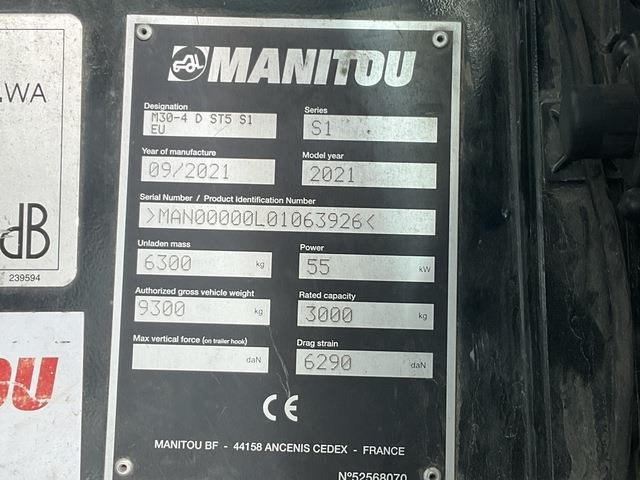 MANITOU
Designation Series
M30-4 D ST5 S1
EU
S1
Year of manufacture Model year
09/2021 2021
Serial Number / Product Identification Number
>MAN00000L01063926<
Unladen mass Power
6300 kg 55 kW
Authorized gross vehicle weight Rated capacity
9300 kg 3000 kg
Max vertical force (on trailer hook) Drag strain
daN 6290 daN
CE
MANITOU BF - 44158 ANCENIS CEDEX - FRANCE
Nº52568070
WA
dB
239594
OU